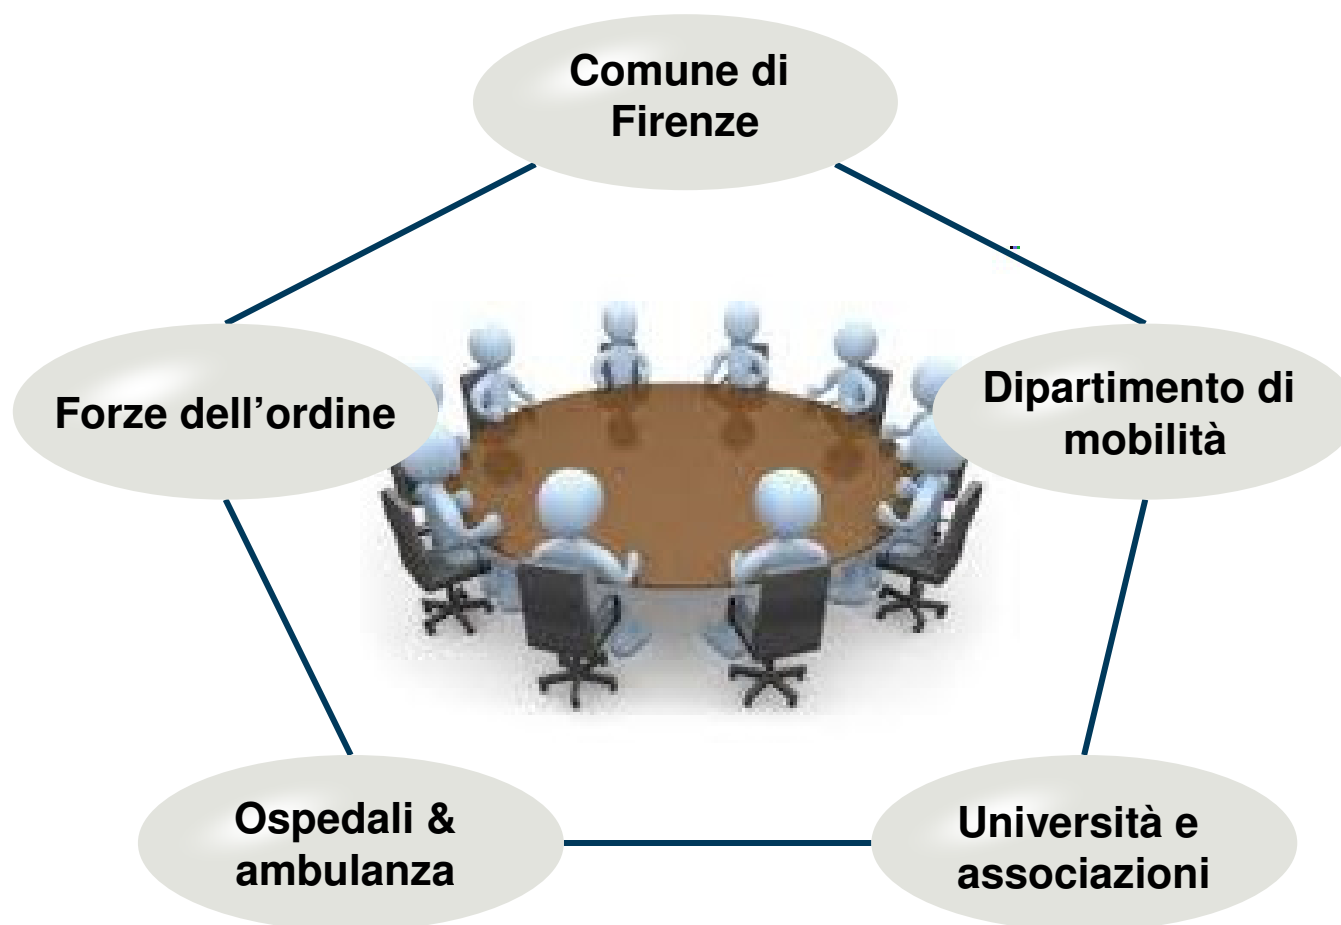 Comune di
Firenze
Forze dell’ordine
Dipartimento di
mobilità
Ospedali &
ambulanza
Università e
associazioni